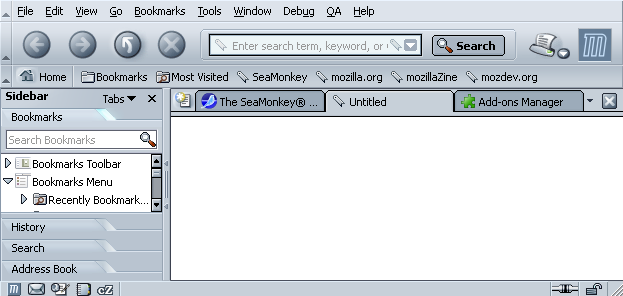 File Edit View Go Bookmarks Tools Window Debug QA Help
Enter search term, keyword, or Search
Home Bookmarks Most Visited SeaMonkey mozilla.org mozillaZine mozdev.org
Sidebar Tabs
The SeaMonkey® ... Untitled Add-ons Manager
Bookmarks
Search Bookmarks
Bookmarks Toolbar
Bookmarks Menu
Recently Bookmark...
History
Search
Address Book
cZ